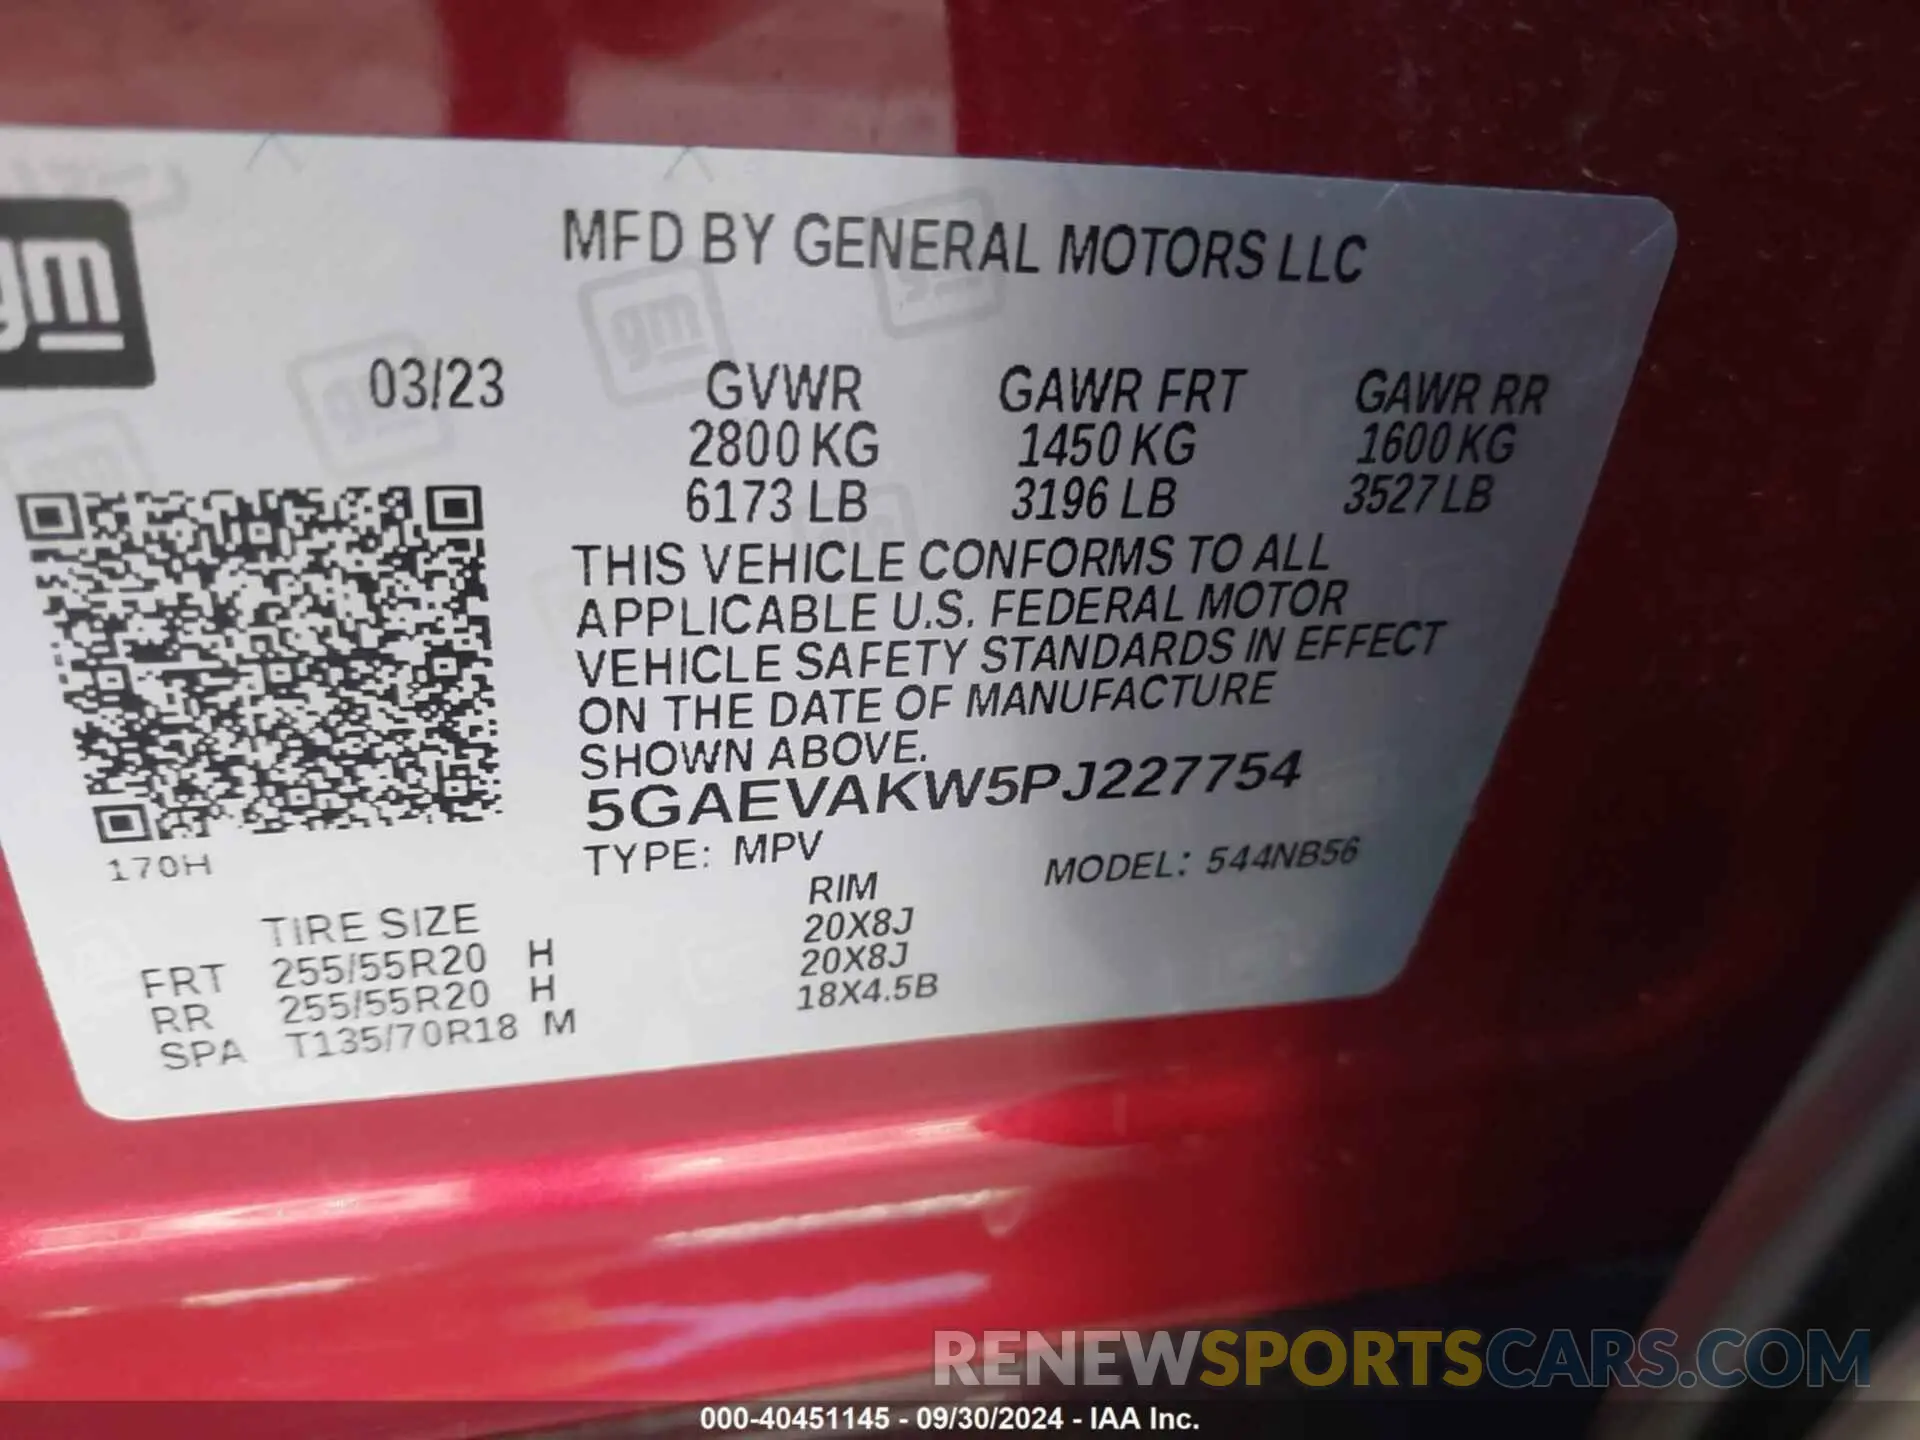 gm
MFD BY GENERAL MOTORS LLC
03/23 GVWR GAWR FRT GAWR RR
2800 KG 1450 KG 1600 KG
6173 LB 3196 LB 3527 LB
THIS VEHICLE CONFORMS TO ALL
APPLICABLE U.S. FEDERAL MOTOR
VEHICLE SAFETY STANDARDS IN EFFECT
ON THE DATE OF MANUFACTURE
SHOWN ABOVE.
5GAEVAKW5PJ227754
170H TYPE: MPV MODEL: 544NB56
TIRE SIZE RIM
FRT 255/55R20 H 20X8J
RR 255/55R20 H 20X8J
SPA T135/70R18 M 18X4.5B
RENEWSPORTSCARS.COM
000-40451145 - 09/30/2024 - IAA Inc.